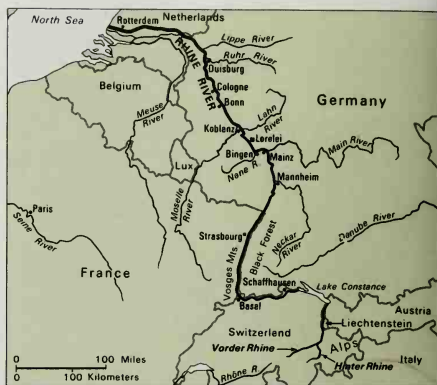 North Sea
Netherlands
Rotterdem
RHINE RIVER
Lippe River
Ruhr River
Duisburg
Cologne
Bonn
Belgium
Meuse
River
Lahn
River
Germany
Koblenz
Lorelei
Bingen
Mainz
Main River
Lux.
Nane R.
Mannheim
Moselle
River
Paris
Seine
River
Neckar
River
Danube River
Strasbourg
Vosges Mts.
Black Forest
France
Schaffhausen
Lake Constance
Basel
Austria
Switzerland
Liechtenstein
Alps
Vorder Rhine
Hinter Rhine
Italy
Rhône R.
0 100 Miles
0 100 Kilometers